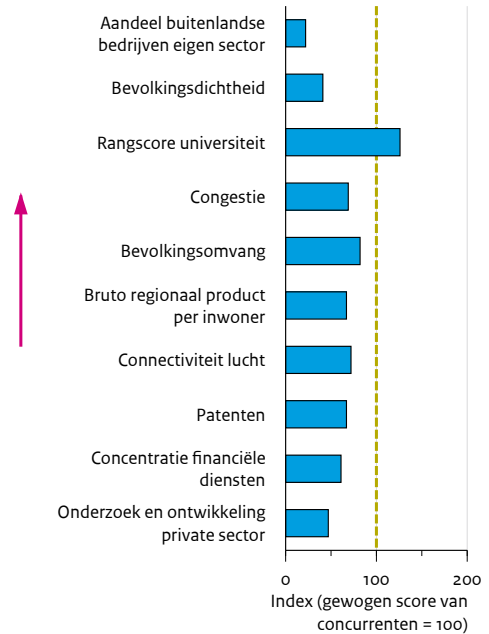 Aandeel buitenlandse
bedrijven eigen sector
Bevolkingsdichtheid
Rangscore universiteit
Congestie
Bevolkingsomvang
Bruto regionaal product
per inwoner
Connectiviteit lucht
Patenten
Concentratie financiële
diensten
Onderzoek en ontwikkeling
private sector
0 100 200
Index (gewogen score van
concurrenten = 100)